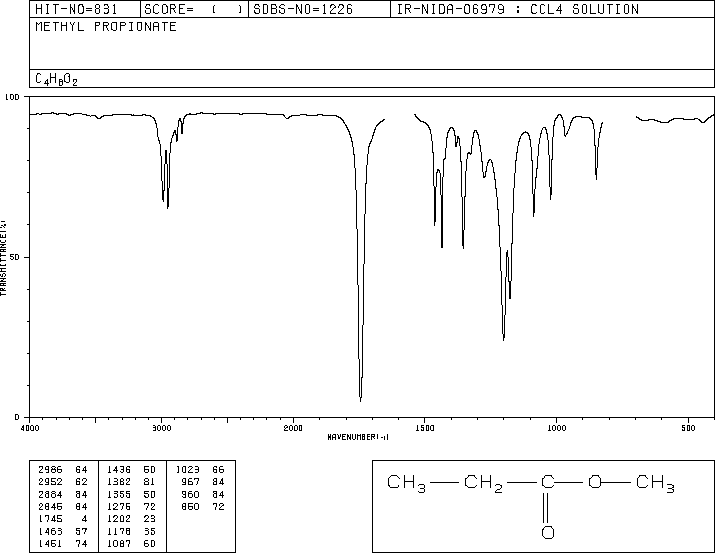 HIT-NO=831 SCORE= ( ) SDBS-NO=1226 IR-NIDA-06979 : CCL4 SOLUTION
METHYL PROPIONATE
C4H8O2
100
50
0
TRANSMITTANCE(%)
4000 3000 2000 1500 1000 500
WAVENUMBER(-1)
2986 64 1436 50 1023 66
2952 62 1382 81 967 84
2884 84 1355 50 960 84
2846 84 1276 72 850 72
1745 4 1202 23
1463 57 1178 35
1451 74 1087 60
CH3 CH2 C O CH3
O